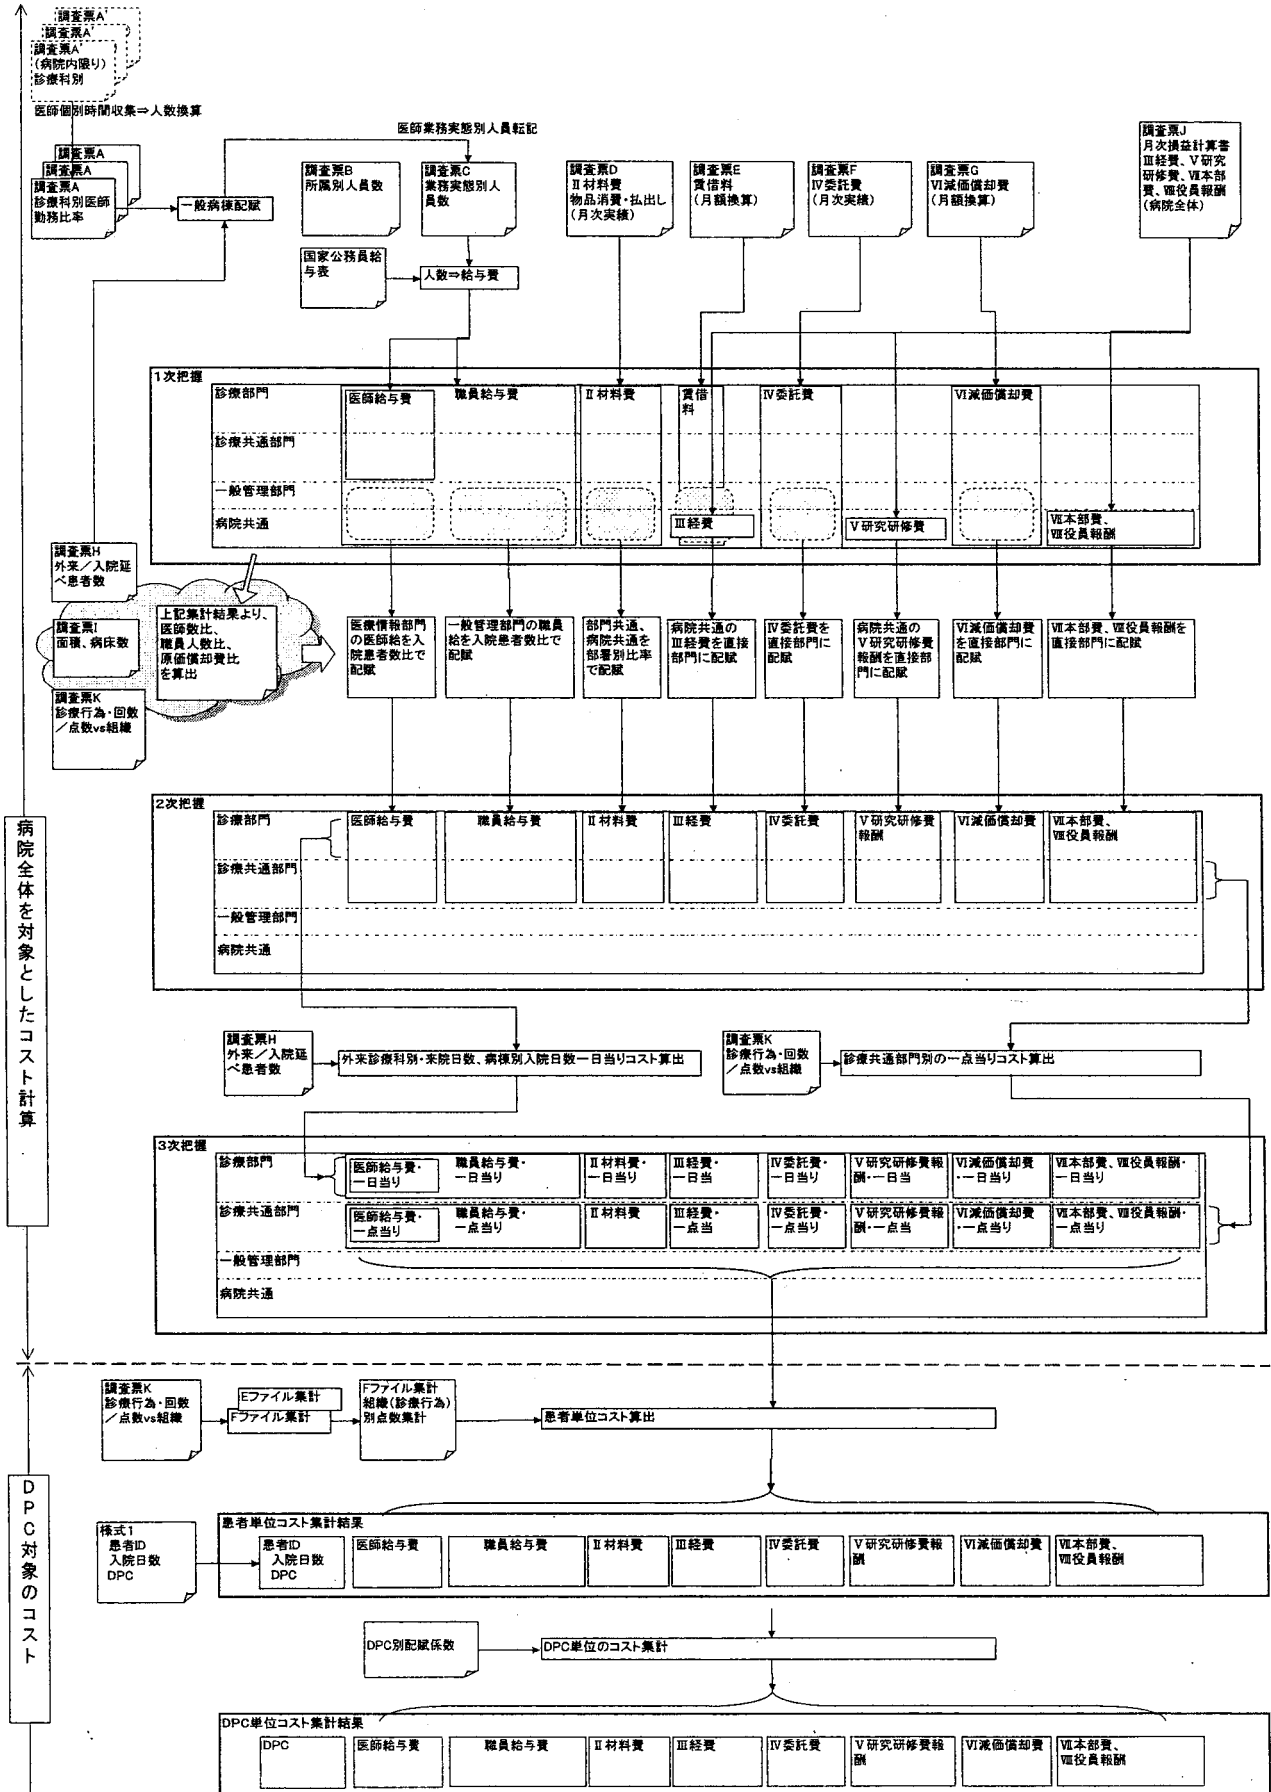 調査票A'
調査票A'
調査票A'
(病院内限り)
診療科別
医師個別時間収集⇒人数換算
医師業務実態別人員転記
調査票A
調査票A
調査票A
診療科別医師
勤務比率
一般病棟配賦
調査票B
所属別人員数
調査票C
業務実態別人
員数
調査票D
Ⅱ材料費
物品消費・払出し
(月次実績)
調査票E
賃借料
(月額換算)
調査票F
Ⅳ委託費
(月次実績)
調査票G
Ⅵ減価償却費
(月額換算)
調査票J
月次損益計算書
Ⅲ経費、Ⅴ研究
研修費、Ⅶ本部
費、Ⅷ役員報酬
(病院全体)
国家公務員給
与表
人数⇒給与費
1次把握
診療部門
診療共通部門
一般管理部門
病院共通
医師給与費
職員給与費
Ⅱ材料費
賃借
料
Ⅳ委託費
Ⅵ減価償却費
Ⅲ経費
Ⅴ研究研修費
Ⅶ本部費、
Ⅷ役員報酬
調査票H
外来/入院延
べ患者数
調査票I
面積、病床数
調査票K
診療行為・回数
/点数vs組織
上記集計結果より、
医師数比、
職員人数比、
原価償却費比
を算出
医療情報部門
の医師給を入
院患者数比で
配賦
一般管理部門の職員
給を入院患者数比で
配賦
部門共通、
病院共通を
部署別比率
で配賦
病院共通の
Ⅲ経費を直接
部門に配賦
Ⅳ委託費を
直接部門に
配賦
病院共通の
Ⅴ研究研修費
報酬を直接部
門に配賦
Ⅵ減価償却費
を直接部門に
配賦
Ⅶ本部費、Ⅷ役員報酬を
直接部門に配賦
2次把握
診療部門
診療共通部門
一般管理部門
病院共通
医師給与費
職員給与費
Ⅱ材料費
Ⅲ経費
Ⅳ委託費
Ⅴ研究研修費
報酬
Ⅵ減価償却費
Ⅶ本部費、
Ⅷ役員報酬
病院全体を対象としたコスト計算
調査票H
外来/入院延
べ患者数
外来診療科別・来院日数、病棟別入院日数一日当りコスト算出
調査票K
診療行為・回数
/点数vs組織
診療共通部門別の一点当りコスト算出
3次把握
診療部門
診療共通部門
一般管理部門
病院共通
医師給与費・
一日当り
職員給与費・
一日当り
Ⅱ材料費・
一日当り
Ⅲ経費・
一日当
Ⅳ委託費・
一日当り
Ⅴ研究研修費報
酬・一日当
Ⅵ減価償却費
・一日当り
Ⅶ本部費、Ⅷ役員報酬・
一日当り
医師給与費・
一点当り
職員給与費・
一点当り
Ⅱ材料費
Ⅲ経費・
一点当
Ⅳ委託費・
一点当り
Ⅴ研究研修費報
酬・一点当
Ⅵ減価償却費
・一点当り
Ⅶ本部費、Ⅷ役員報酬・
一点当り
調査票K
診療行為・回数
/点数vs組織
Eファイル集計
Fファイル集計
Fファイル集計
組織(診療行為)
別点数集計
患者単位コスト算出
DPC対象のコスト
様式1
患者ID
入院日数
DPC
患者単位コスト集計結果
患者ID
入院日数
DPC
医師給与費
職員給与費
Ⅱ材料費
Ⅲ経費
Ⅳ委託費
Ⅴ研究研修費報
酬
Ⅵ減価償却費
Ⅶ本部費、
Ⅷ役員報酬
DPC別配賦係数
DPC単位のコスト集計
DPC単位コスト集計結果
DPC
医師給与費
職員給与費
Ⅱ材料費
Ⅲ経費
Ⅳ委託費
Ⅴ研究研修費報
酬
Ⅵ減価償却費
Ⅶ本部費、
Ⅷ役員報酬